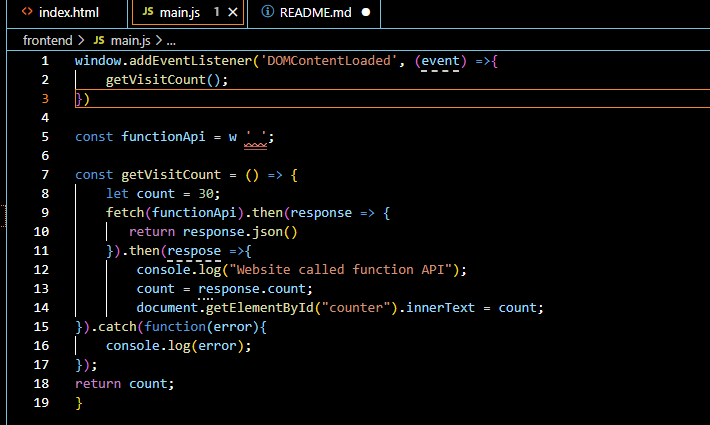 <> index.html JS main.js 1 × ⓘ README.md ●
frontend > JS main.js > ...
1 window.addEventListener('DOMContentLoaded', (event) =>{
2 getVisitCount();
3 })
4
5 const functionApi = w ' ';
6
7 const getVisitCount = () => {
8 let count = 30;
9 fetch(functionApi).then(response => {
10 return response.json()
11 }).then(respose =>{
12 console.log("Website called function API");
13 count = response.count;
14 document.getElementById("counter").innerText = count;
15 }).catch(function(error){
16 console.log(error);
17 });
18 return count;
19 }